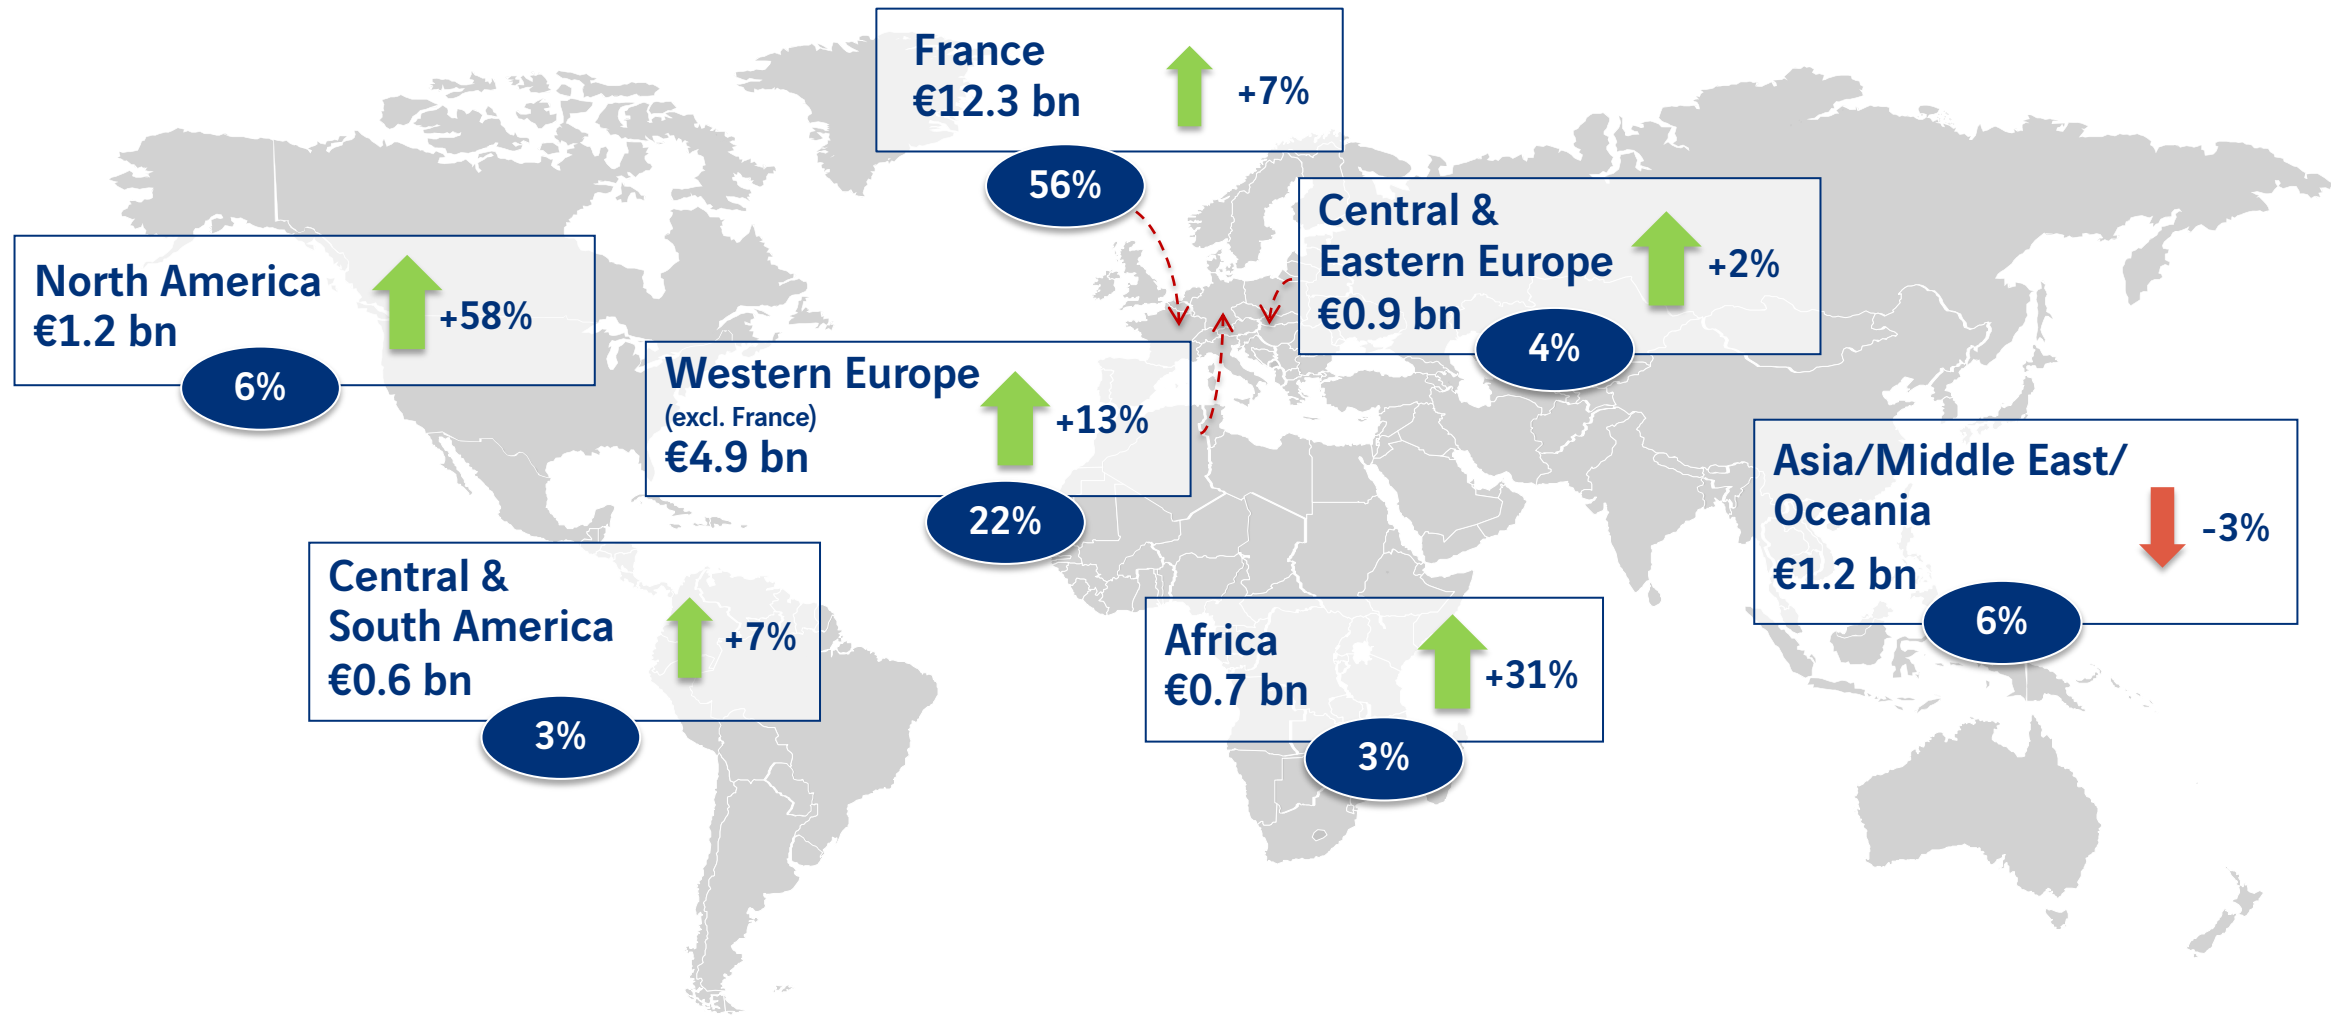 France
€12.3 bn
+7%
56%
Central &
Eastern Europe
€0.9 bn
+2%
4%
North America
€1.2 bn
+58%
6%
Western Europe
(excl. France)
€4.9 bn
+13%
22%
Asia/Middle East/
Oceania
€1.2 bn
-3%
6%
Central &
South America
€0.6 bn
+7%
3%
Africa
€0.7 bn
+31%
3%